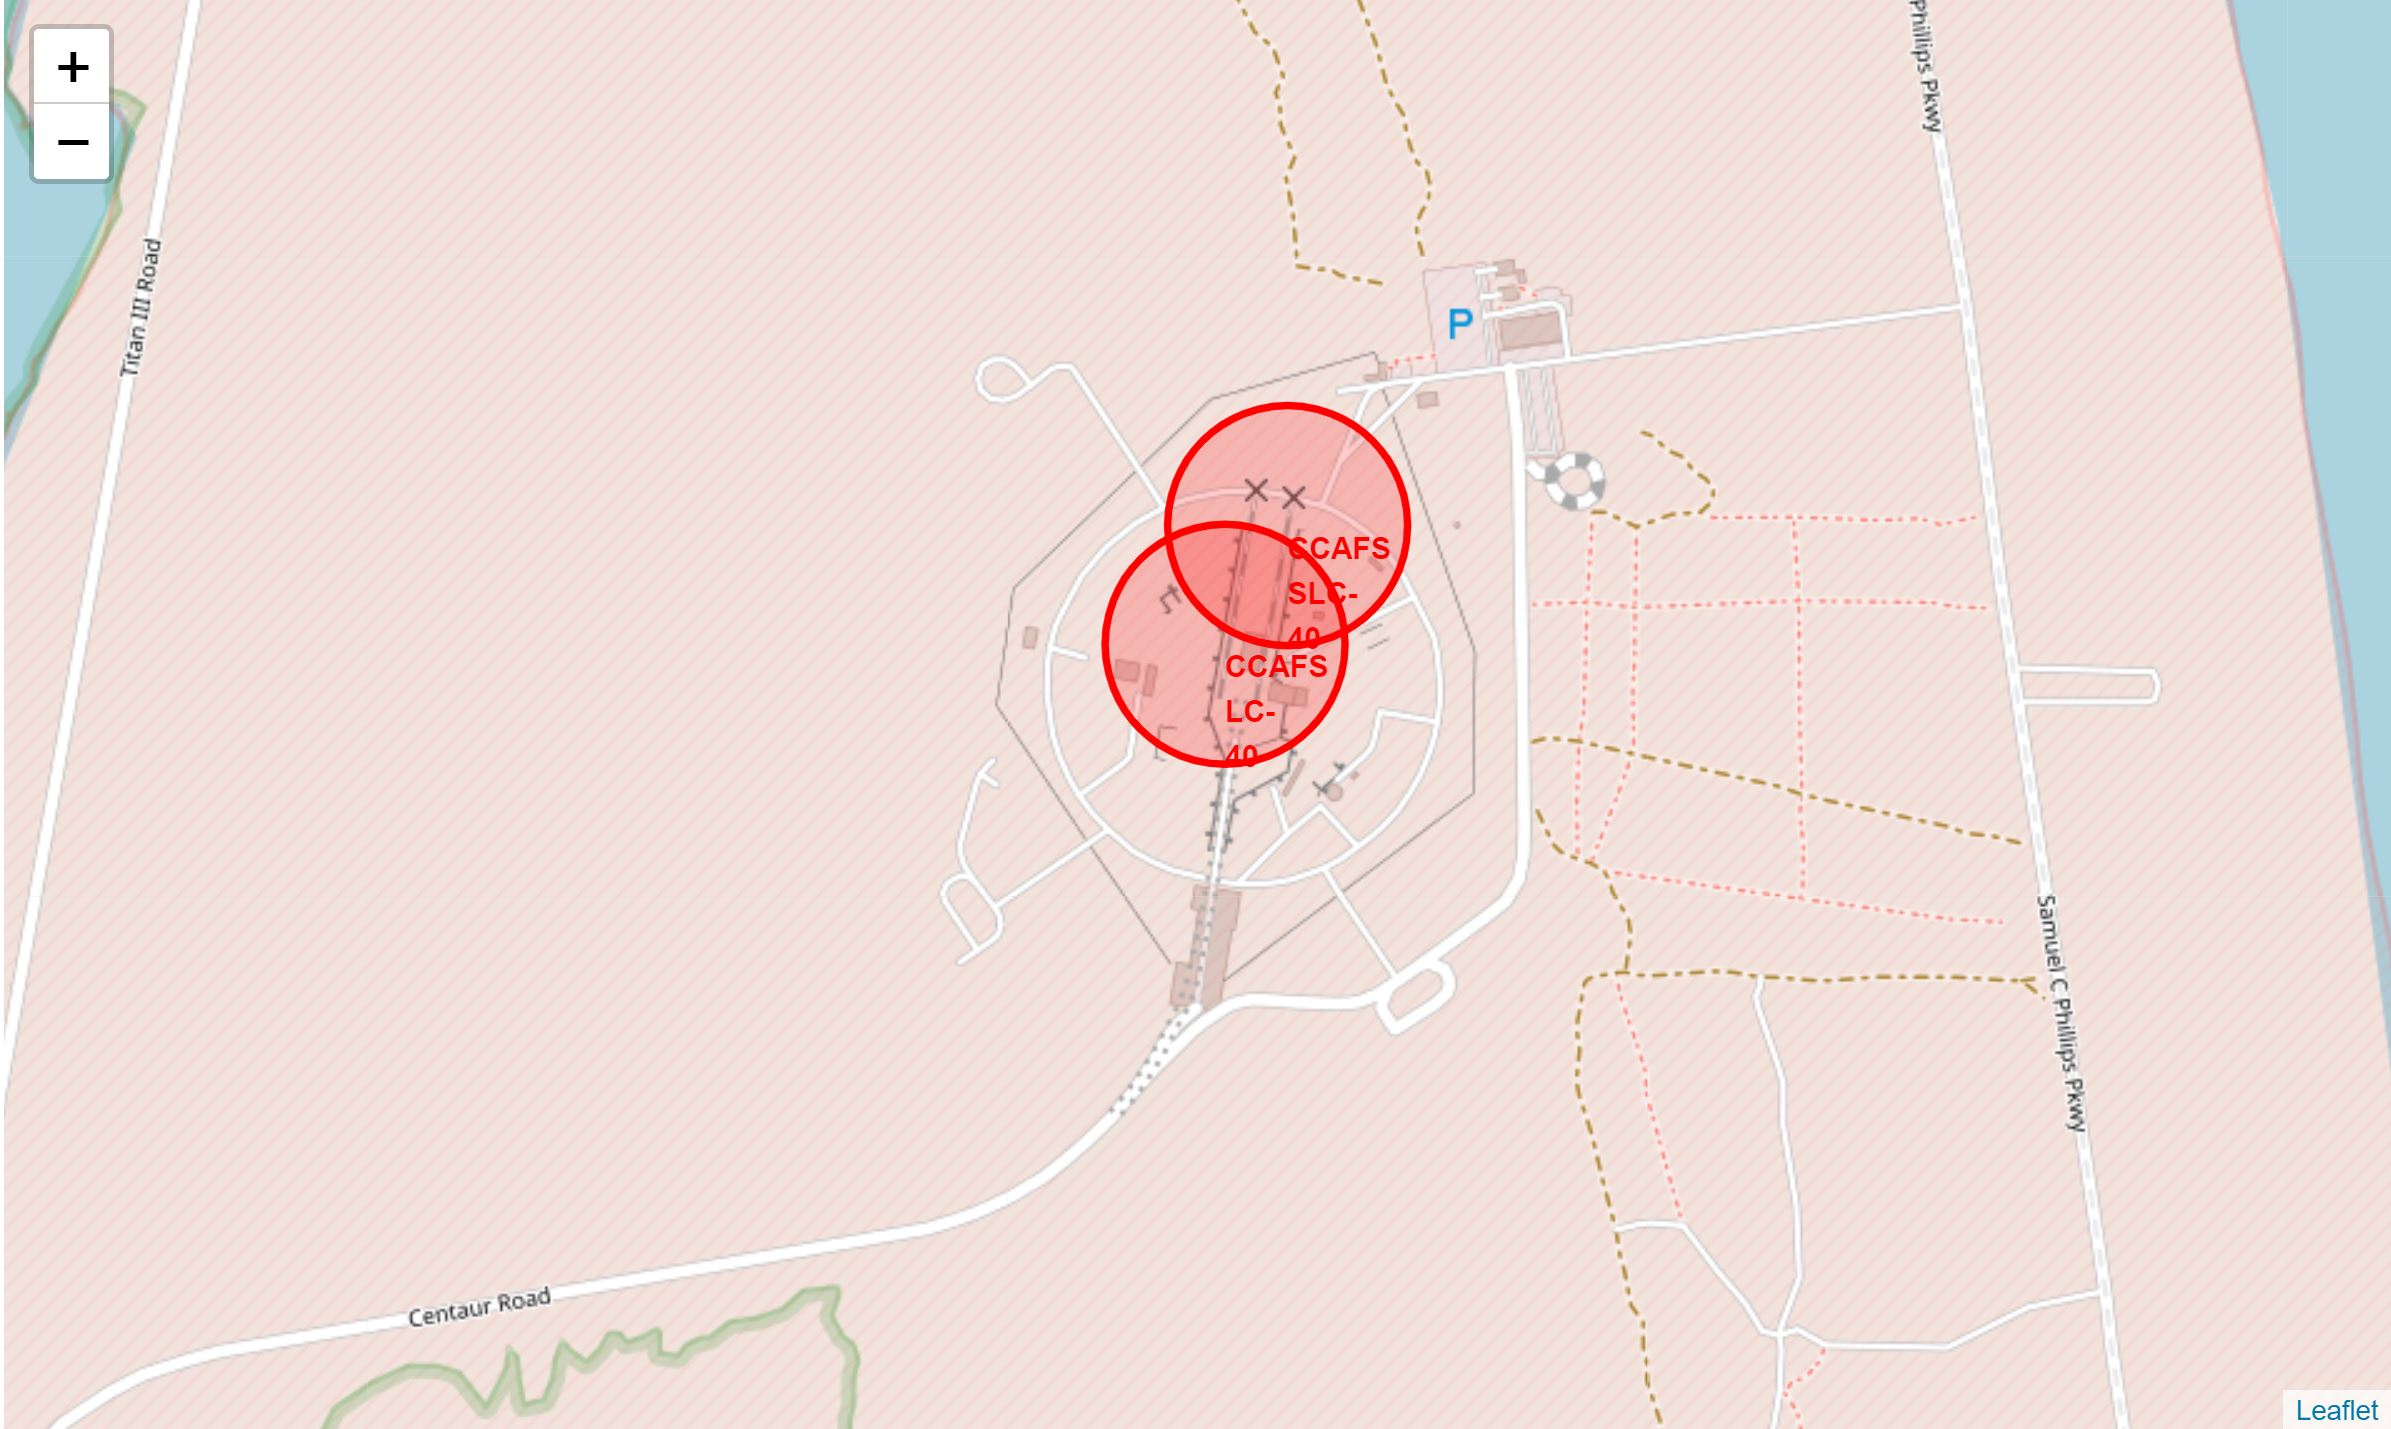 +
−
Phillips Pkwy
Titan III Road
P
CCAFS
SLC-
40
CCAFS
LC-
40
Samuel C Phillips Pkwy
Centaur Road
Leaflet